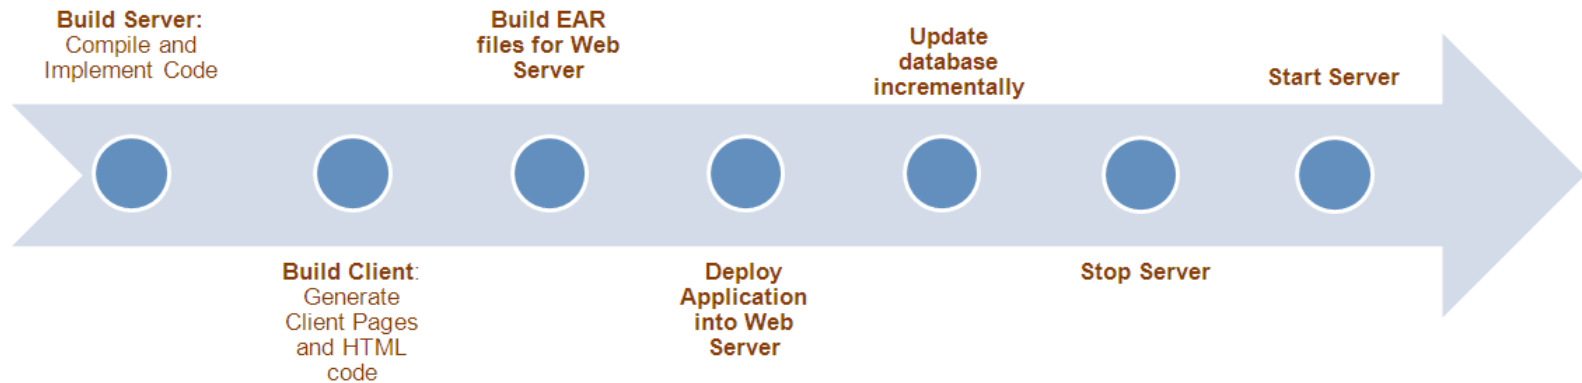 Build Server:
Compile and
Implement Code
Build Client:
Generate
Client Pages
and HTML
code
Build EAR
files for Web
Server
Deploy
Application
into Web
Server
Update
database
incrementally
Stop Server
Start Server